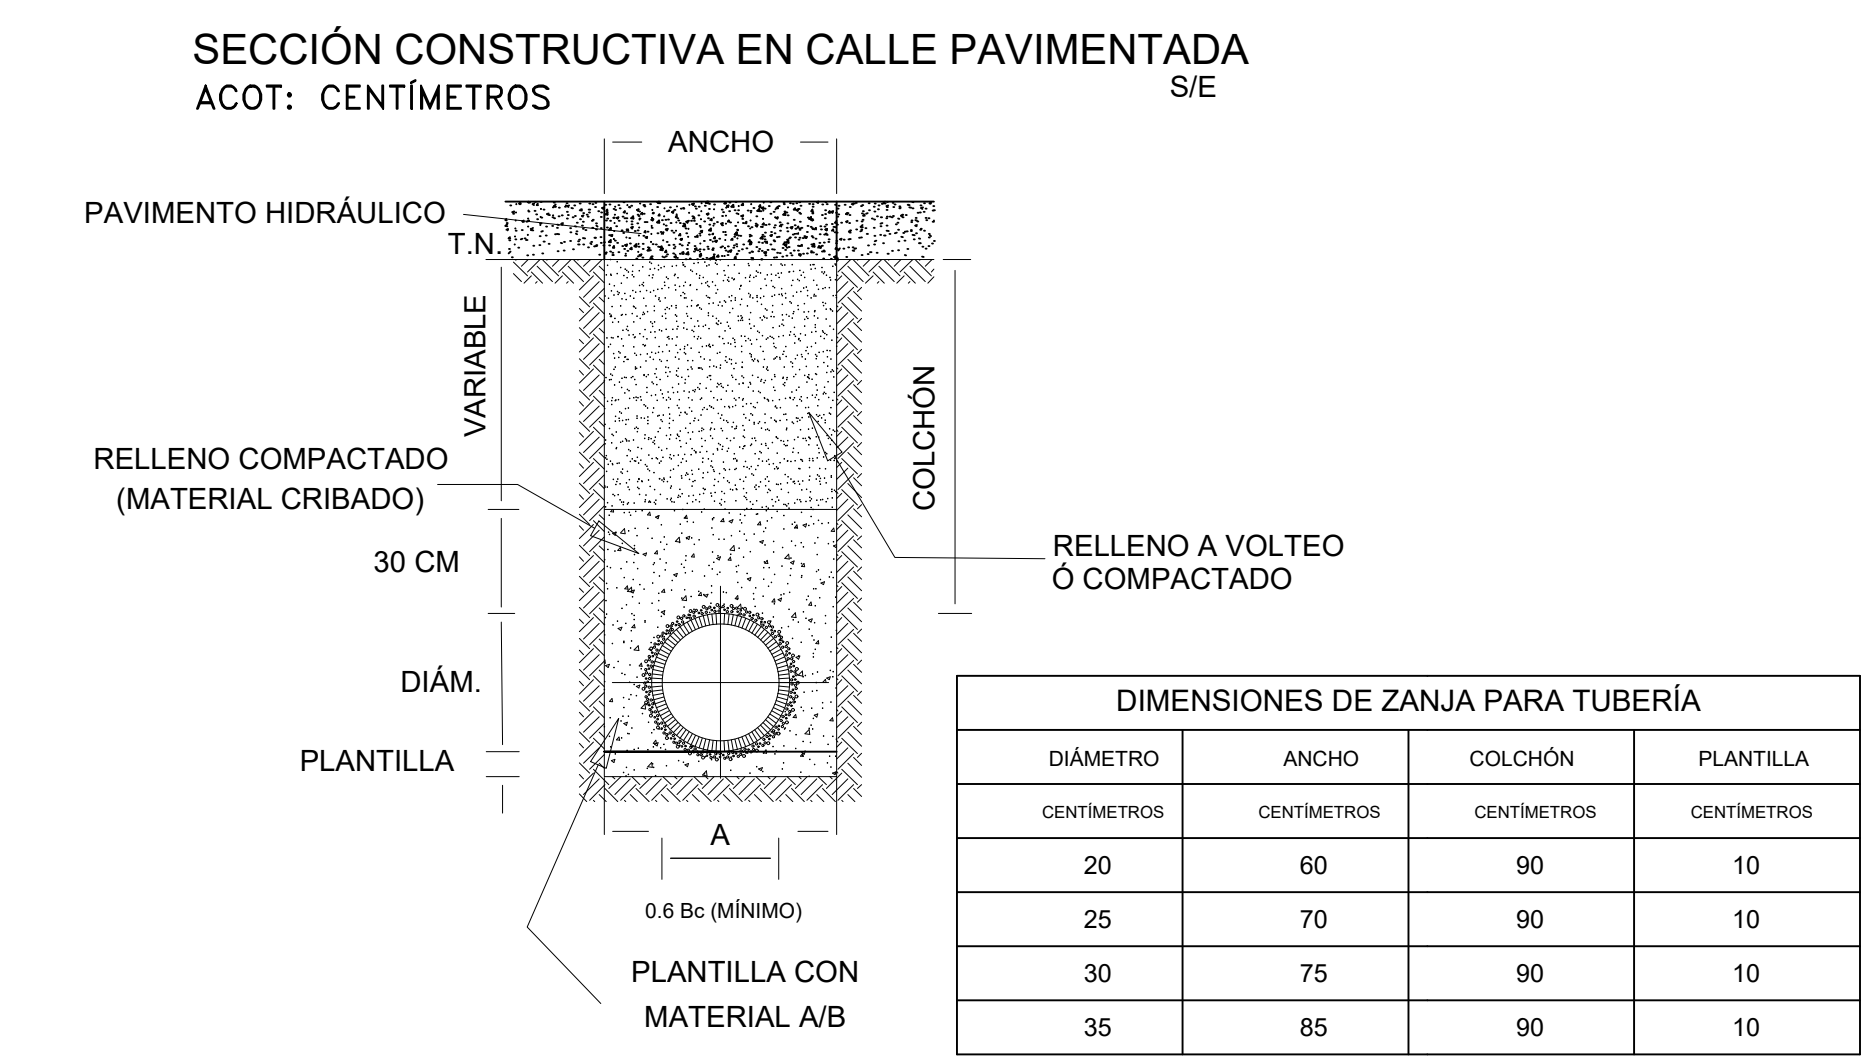 SECCIÓN CONSTRUCTIVA EN CALLE PAVIMENTADA
S/E
ACOT: CENTÍMETROS
ANCHO
PAVIMENTO HIDRÁULICO
T.N.
VARIABLE
COLCHÓN
RELLENO COMPACTADO
(MATERIAL CRIBADO)
30 CM
RELLENO A VOLTEO
Ó COMPACTADO
DIÁM.
PLANTILLA
A
0.6 Bc (MÍNIMO)
PLANTILLA CON
MATERIAL A/B
DIMENSIONES DE ZANJA PARA TUBERÍA
DIÁMETRO ANCHO COLCHÓN PLANTILLA
CENTÍMETROS CENTÍMETROS CENTÍMETROS CENTÍMETROS
20 60 90 10
25 70 90 10
30 75 90 10
35 85 90 10